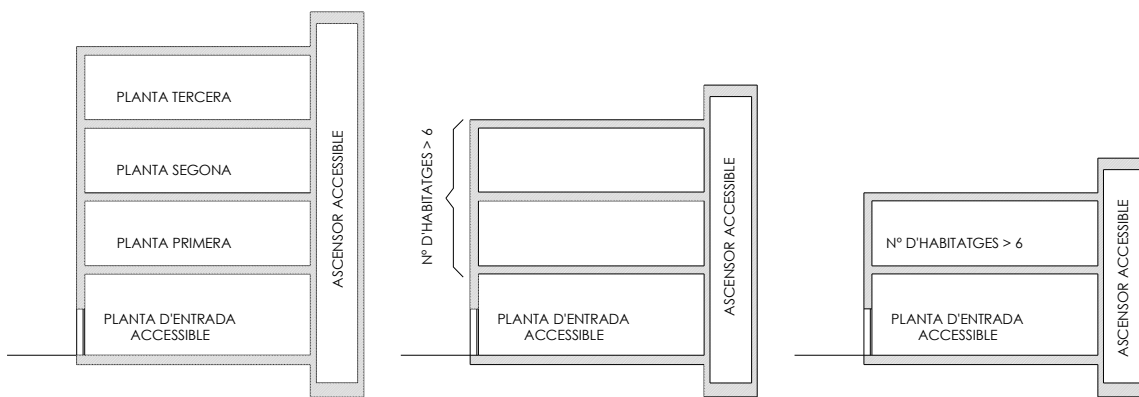 PLANTA TERCERA
PLANTA SEGONA
PLANTA PRIMERA
PLANTA D'ENTRADA
ACCESSIBLE
ASCENSOR ACCESSIBLE
Nº D'HABITATGES > 6
PLANTA D'ENTRADA
ACCESSIBLE
ASCENSOR ACCESSIBLE
Nº D'HABITATGES > 6
PLANTA D'ENTRADA
ACCESSIBLE
ASCENSOR ACCESSIBLE